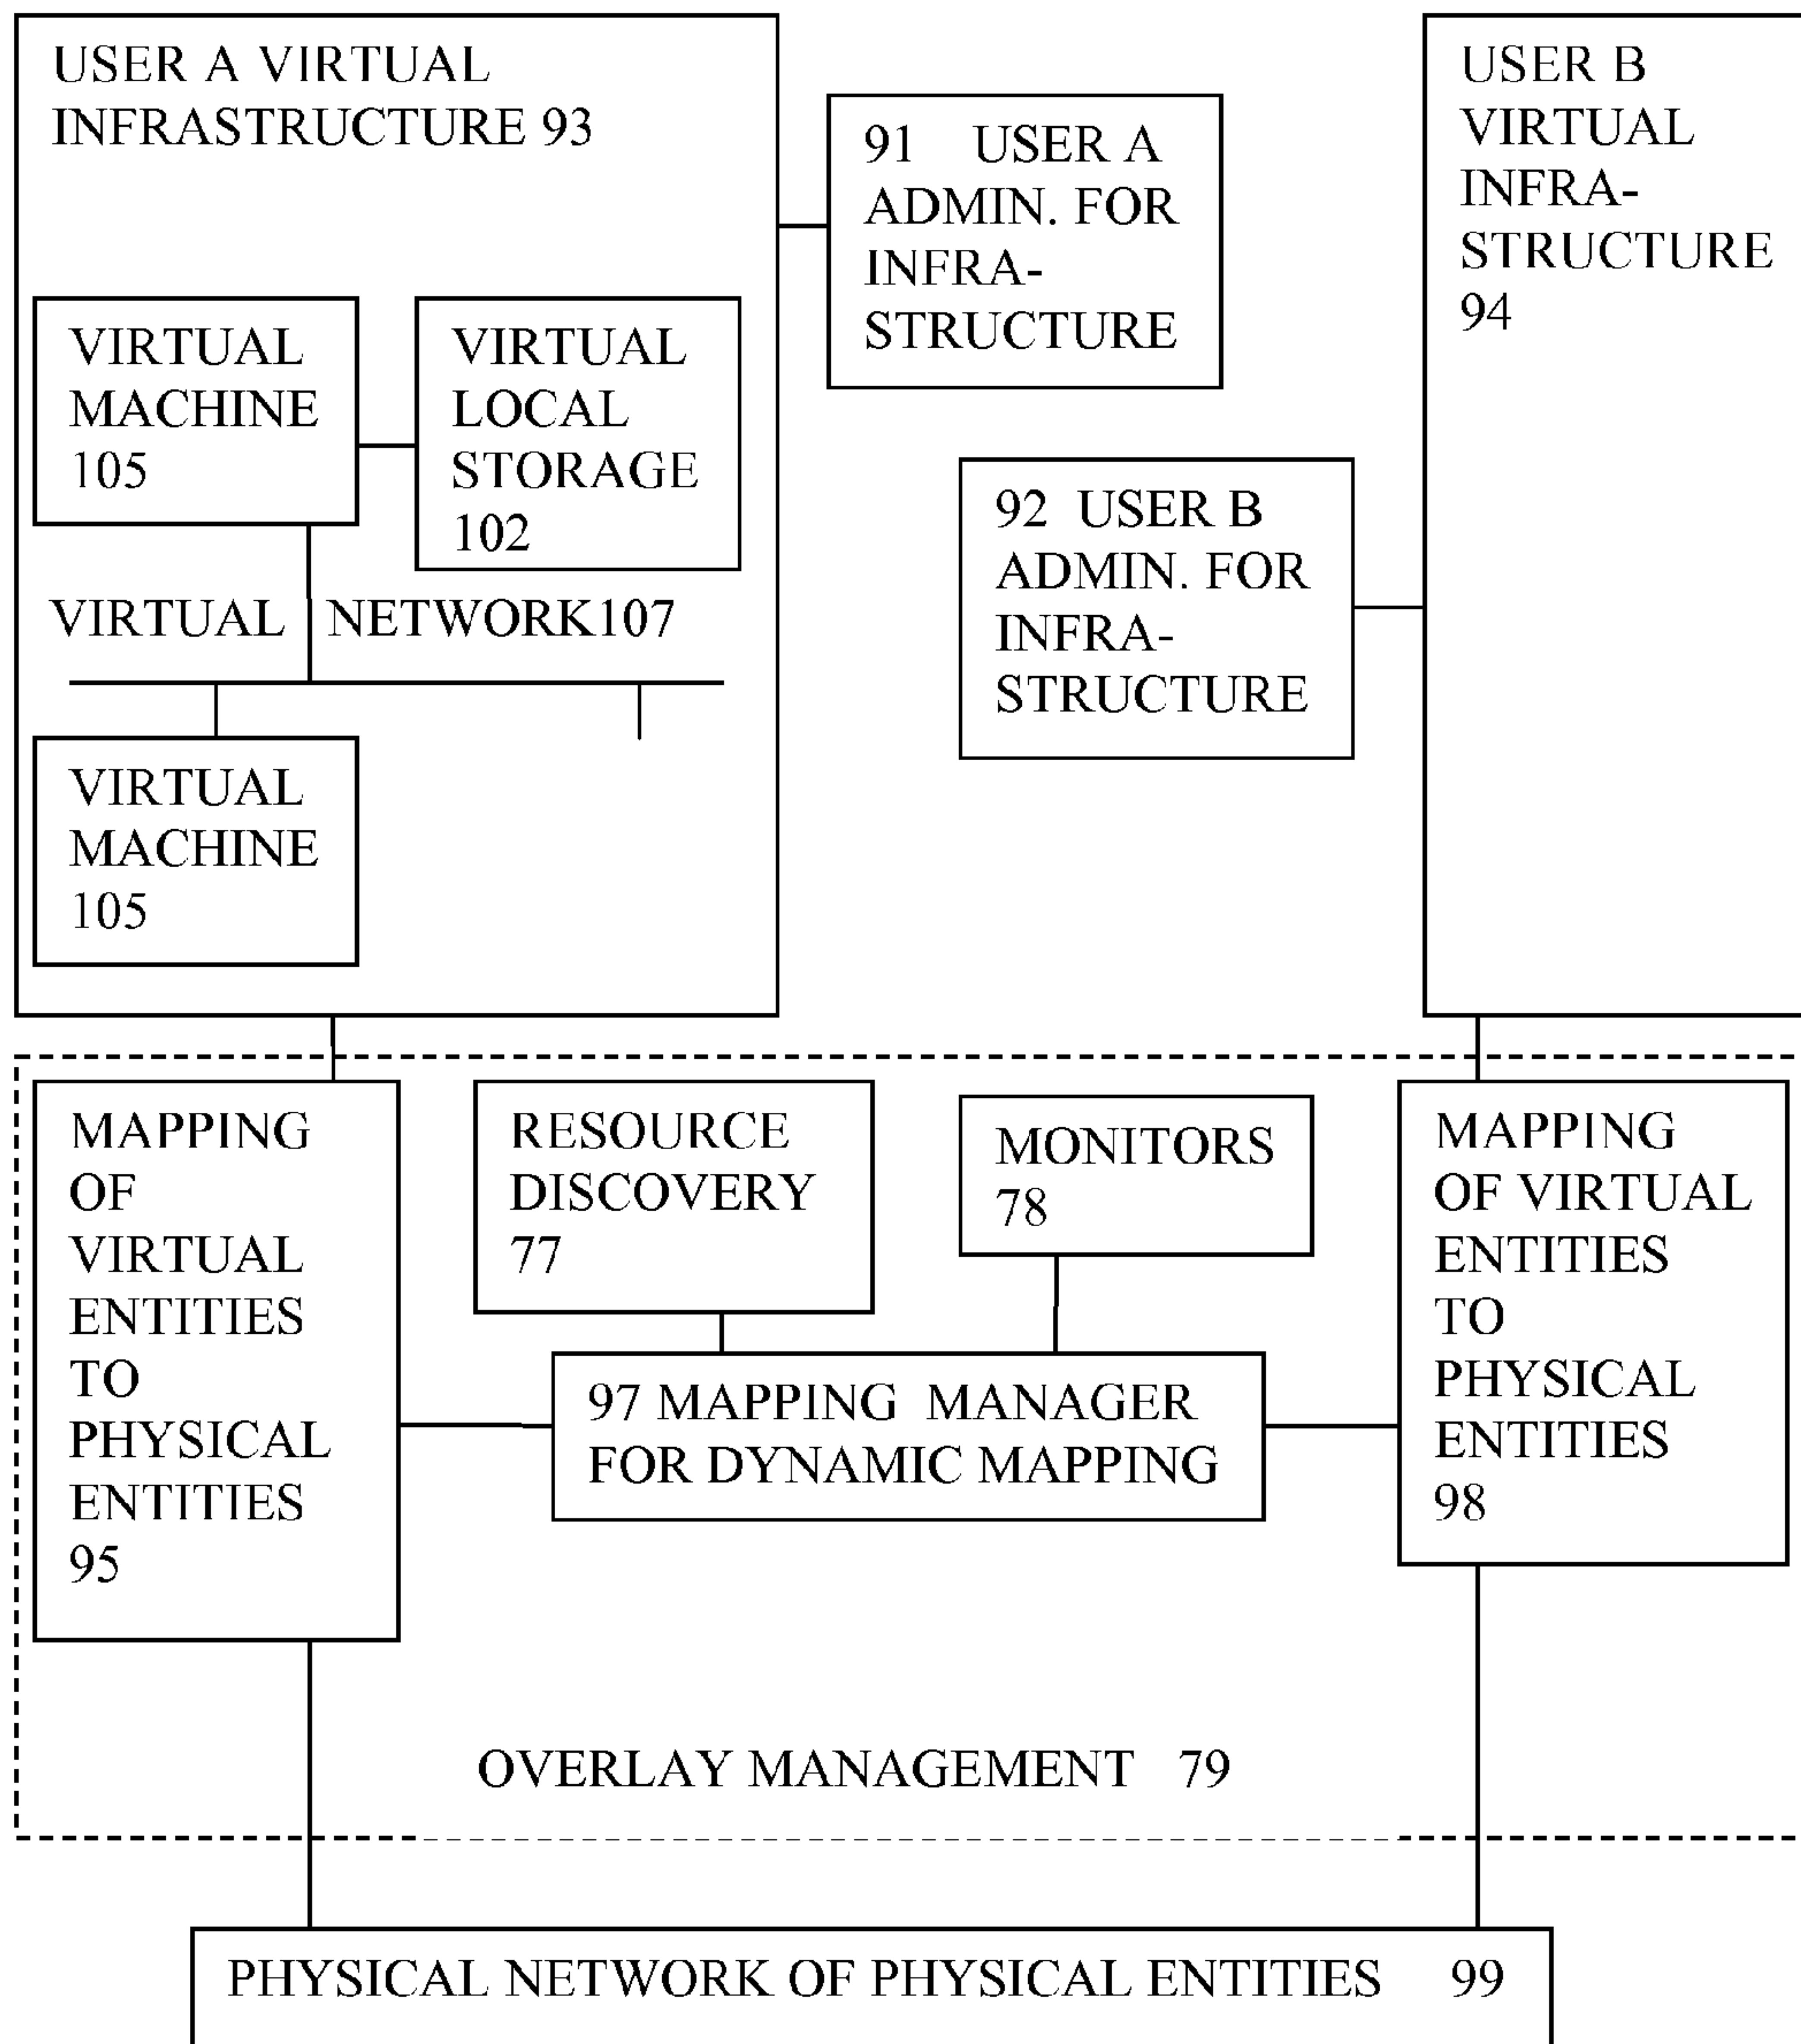 USER A VIRTUAL
INFRASTRUCTURE 93
91 USER A
ADMIN. FOR
INFRA-
STRUCTURE
USER B
VIRTUAL
INFRA-
STRUCTURE
94
VIRTUAL
MACHINE
105
VIRTUAL
LOCAL
STORAGE
102
92 USER B
ADMIN. FOR
INFRA-
STRUCTURE
VIRTUAL NETWORK107
VIRTUAL
MACHINE
105
MAPPING
OF
VIRTUAL
ENTITIES
TO
PHYSICAL
ENTITIES
95
RESOURCE
DISCOVERY
77
MONITORS
78
MAPPING
OF VIRTUAL
ENTITIES
TO
PHYSICAL
ENTITIES
98
97 MAPPING MANAGER
FOR DYNAMIC MAPPING
OVERLAY MANAGEMENT 79
PHYSICAL NETWORK OF PHYSICAL ENTITIES 99